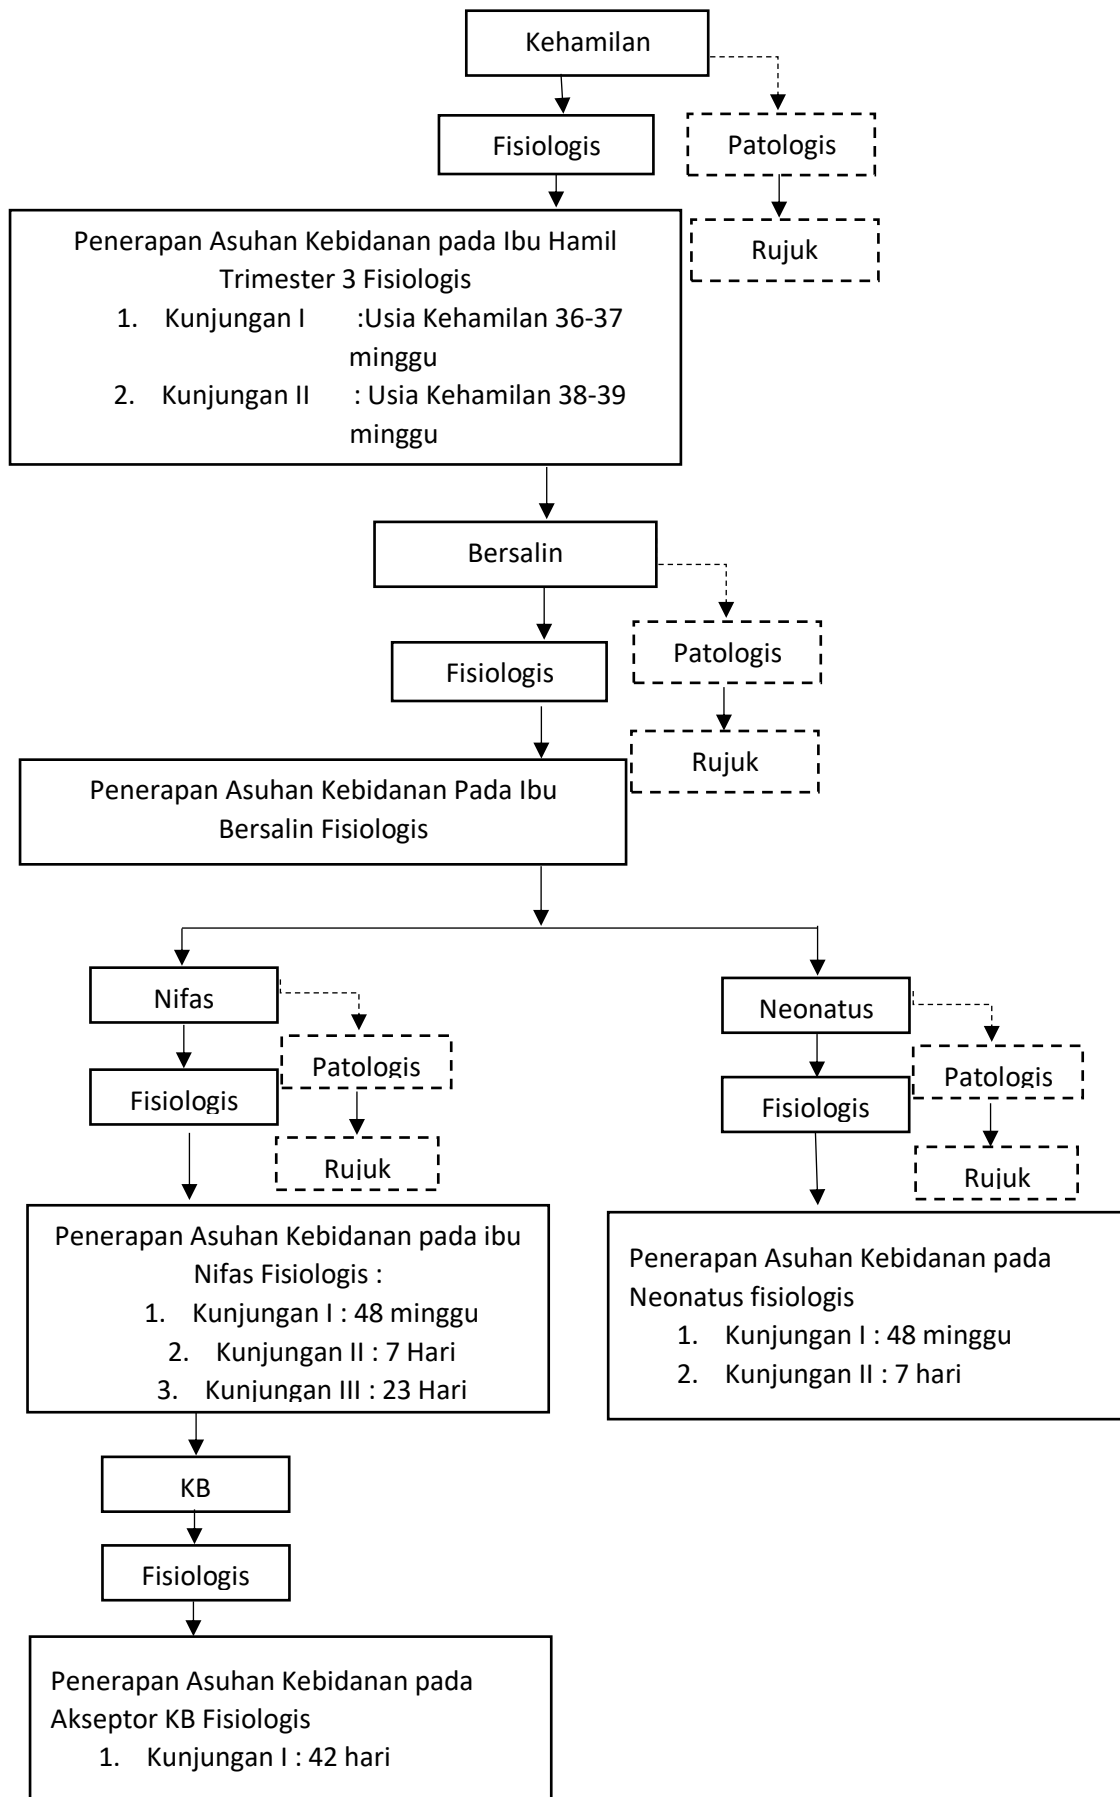 Kehamilan
Fisiologis
Patologis
Rujuk
Penerapan Asuhan Kebidanan pada Ibu Hamil
Trimester 3 Fisiologis
1. Kunjungan I :Usia Kehamilan 36-37
minggu
2. Kunjungan II : Usia Kehamilan 38-39
minggu
Bersalin
Fisiologis
Patologis
Rujuk
Penerapan Asuhan Kebidanan Pada Ibu
Bersalin Fisiologis
Nifas
Fisiologis
Patologis
Rujuk
Neonatus
Fisiologis
Patologis
Rujuk
Penerapan Asuhan Kebidanan pada ibu
Nifas Fisiologis :
1. Kunjungan I : 48 minggu
2. Kunjungan II : 7 Hari
3. Kunjungan III : 23 Hari
Penerapan Asuhan Kebidanan pada
Neonatus fisiologis
1. Kunjungan I : 48 minggu
2. Kunjungan II : 7 hari
KB
Fisiologis
Penerapan Asuhan Kebidanan pada
Akseptor KB Fisiologis
1. Kunjungan I : 42 hari